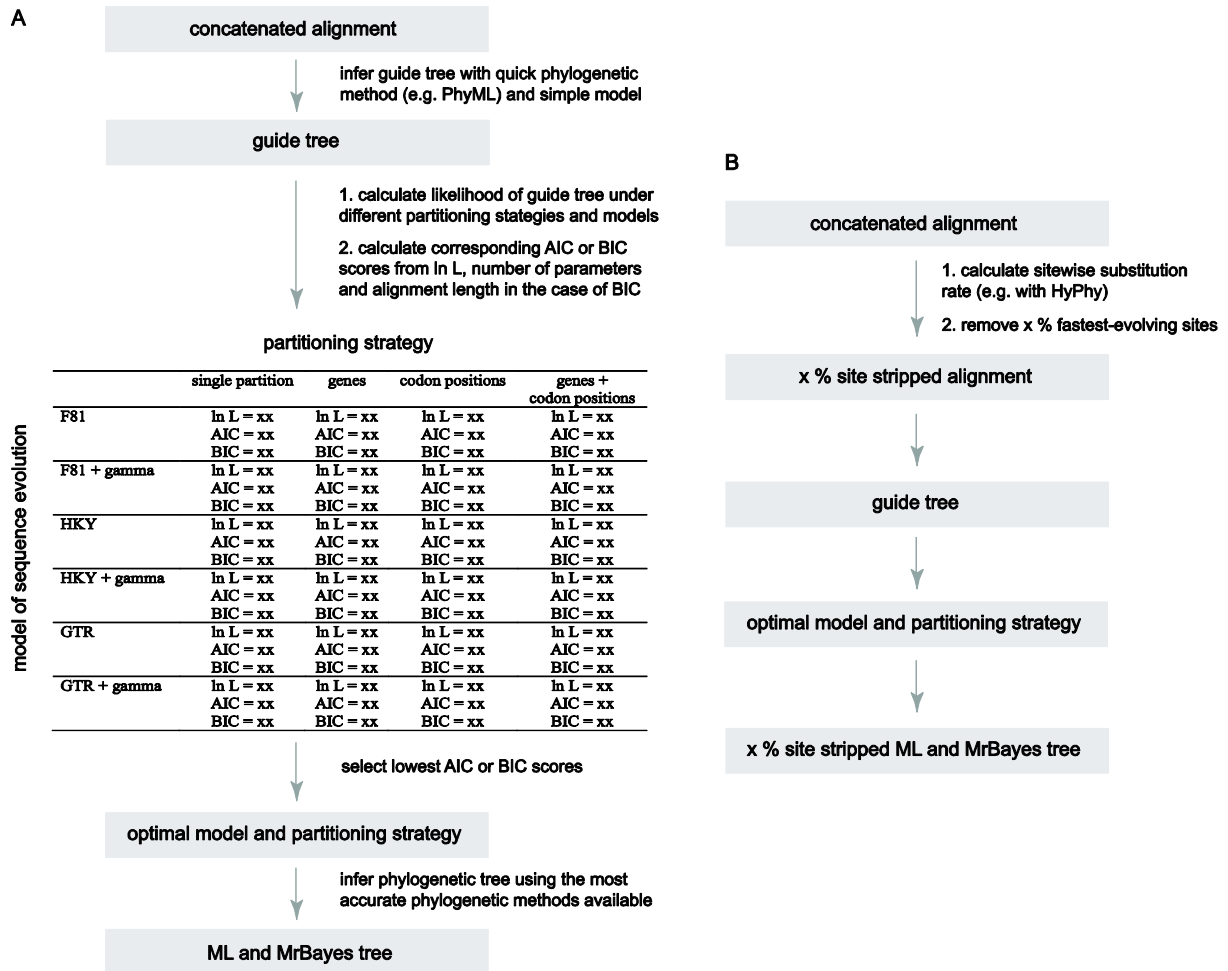 A
concatenated alignment
infer guide tree with quick phylogenetic
method (e.g. PhyML) and simple model
guide tree
1. calculate likelihood of guide tree under
different partitioning stategies and models
2. calculate corresponding AIC or BIC
scores from ln L, number of parameters
and alignment length in the case of BIC
partitioning strategy
single partition genes codon positions genes +
codon positions
model of sequence evolution
F81 ln L = xx ln L = xx ln L = xx ln L = xx
AIC = xx AIC = xx AIC = xx AIC = xx
BIC = xx BIC = xx BIC = xx BIC = xx
F81 + gamma ln L = xx ln L = xx ln L = xx ln L = xx
AIC = xx AIC = xx AIC = xx AIC = xx
BIC = xx BIC = xx BIC = xx BIC = xx
HKY ln L = xx ln L = xx ln L = xx ln L = xx
AIC = xx AIC = xx AIC = xx AIC = xx
BIC = xx BIC = xx BIC = xx BIC = xx
HKY + gamma ln L = xx ln L = xx ln L = xx ln L = xx
AIC = xx AIC = xx AIC = xx AIC = xx
BIC = xx BIC = xx BIC = xx BIC = xx
GTR ln L = xx ln L = xx ln L = xx ln L = xx
AIC = xx AIC = xx AIC = xx AIC = xx
BIC = xx BIC = xx BIC = xx BIC = xx
GTR + gamma ln L = xx ln L = xx ln L = xx ln L = xx
AIC = xx AIC = xx AIC = xx AIC = xx
BIC = xx BIC = xx BIC = xx BIC = xx
select lowest AIC or BIC scores
optimal model and partitioning strategy
infer phylogenetic tree using the most
accurate phylogenetic methods available
ML and MrBayes tree
B
concatenated alignment
1. calculate sitewise substitution
rate (e.g. with HyPhy)
2. remove x % fastest-evolving sites
x % site stripped alignment
guide tree
optimal model and partitioning strategy
x % site stripped ML and MrBayes tree